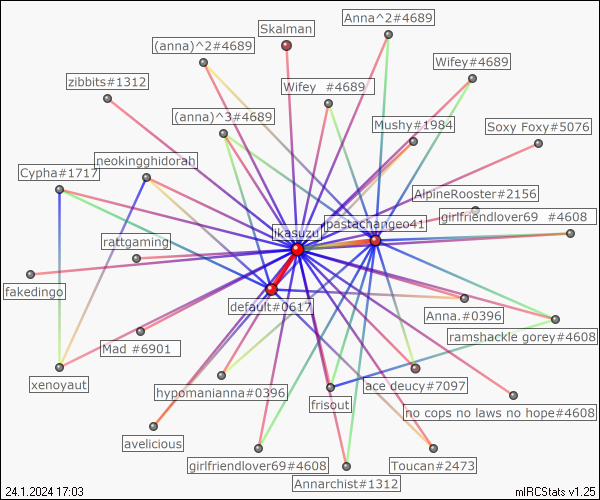 Anna^2#4689
Skalman
(anna)^2#4689
Wifey#4689
zibbits#1312
Wifey #4689
(anna)^3#4689
Mushy#1984
Soxy Foxy#5076
neokingghidorah
Cypha#1717
AlpineRooster#2156
girlfriendlover69 #4608
pastachangeo41
ikasuzu
rattgaming
fakedingo
default#0617
Anna.#0396
ramshackle gorey#4608
Mad #6901
xenoyaut
hypomanianna#0396
ace deucy#7097
frisout
no cops no laws no hope#4608
avelicious
girlfriendlover69#4608
Toucan#2473
Annarchist#1312
24.1.2024 17:03
mIRCStats v1.25